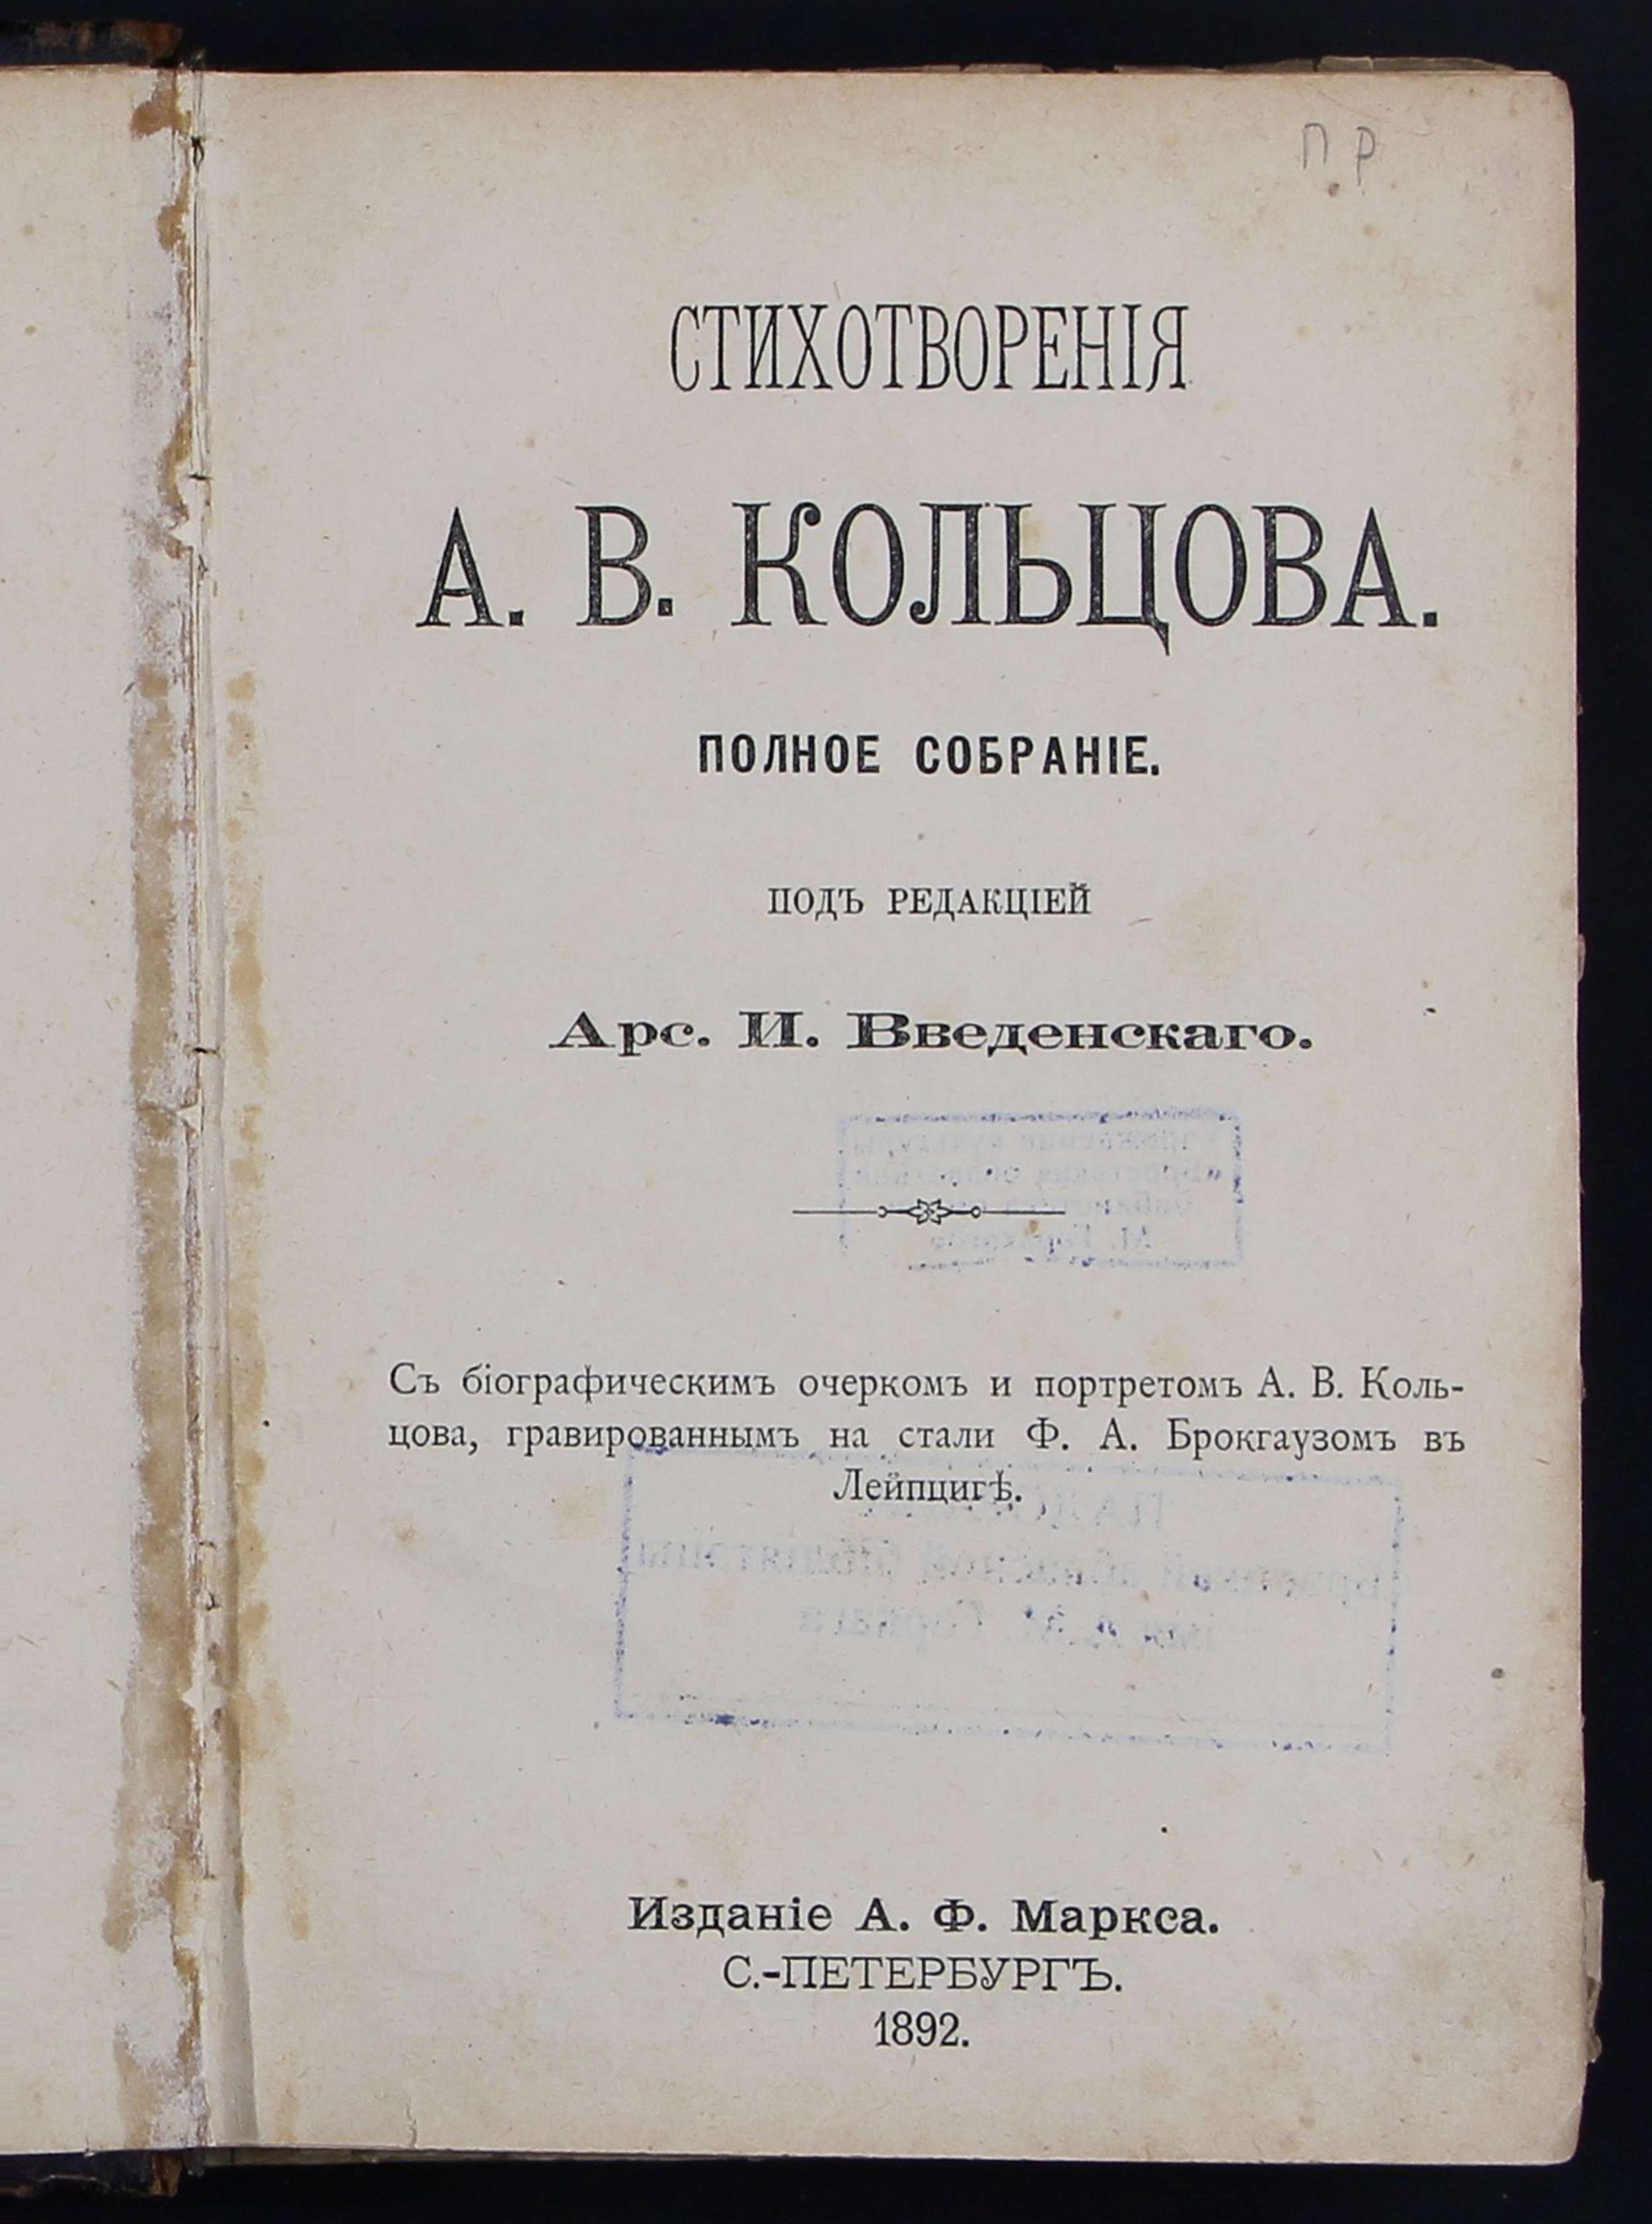 П Р
СТИХОТВОРЕНІЯ
А. В. КОЛЬЦОВА.
ПОЛНОЕ СОБРАНІЕ.
ПОДЪ РЕДАКЦІЕЙ
Арс. И. Введенскаго.
Съ біографическимъ очеркомъ и портретомъ А. В. Коль-
цова, гравированнымъ на стали Ф. А. Брокгаузомъ въ
Лейпцигѣ.
Изданіе А. Ф. Маркса.
С.-ПЕТЕРБУРГЪ.
1892.